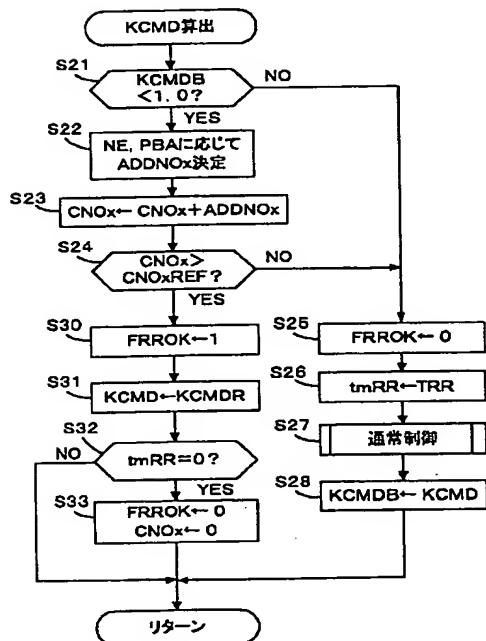 KCMD算出
S21
KCMDB
<1.0?
NO
YES
S22
NE, PBAに応じて
ADDNOx決定
S23
CNOx← CNOx+ADDNOx
S24
CNOx>
CNOxREF?
NO
YES
S30
FRROK←1
S25
FRROK← 0
S31
KCMD←KCMDR
S26
tmRR←TRR
S32
NO
tmRR=0?
YES
S27
通常制御
S33
FRROK← 0
CNOx← 0
S28
KCMDB← KCMD
リターン